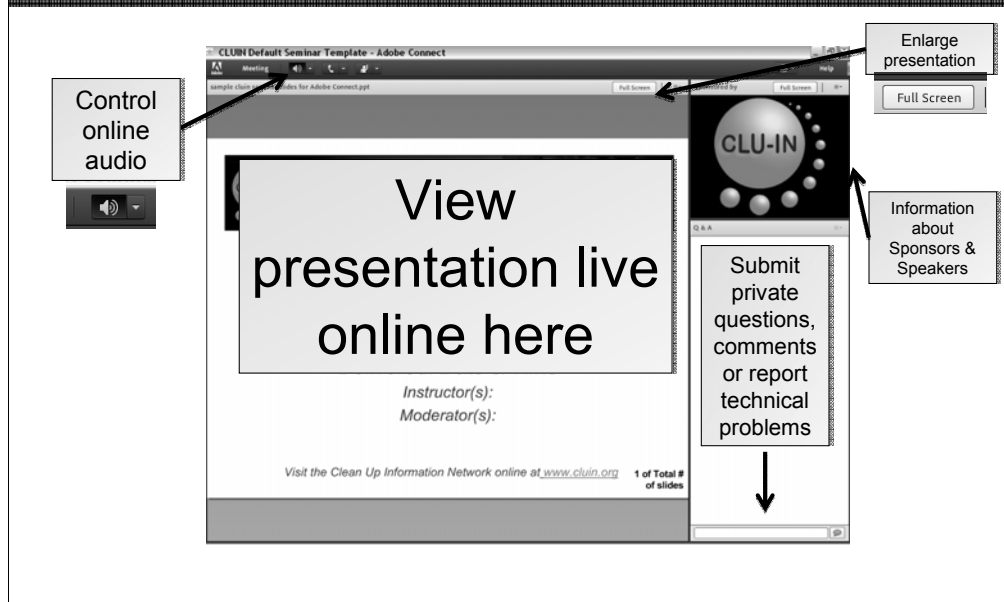 CLUIN Default Seminar Template - Adobe Connect
Meeting
Help
sample cluin
slides for Adobe Connect.ppt
Full Screen
by
Full Screen
Enlarge
presentation
Full Screen
Control
online
audio
CLU-IN
View
presentation live
online here
Information
about
Sponsors &
Speakers
Q & A
Submit
private
questions,
comments
or report
technical
problems
Instructor(s):
Moderator(s):
Visit the Clean Up Information Network online at www.cluin.org
1 of Total #
of slides